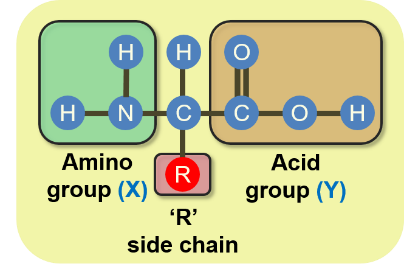 H H O
H N C C O H
R
Amino
group (X)
Acid
group (Y)
‘R’
side chain